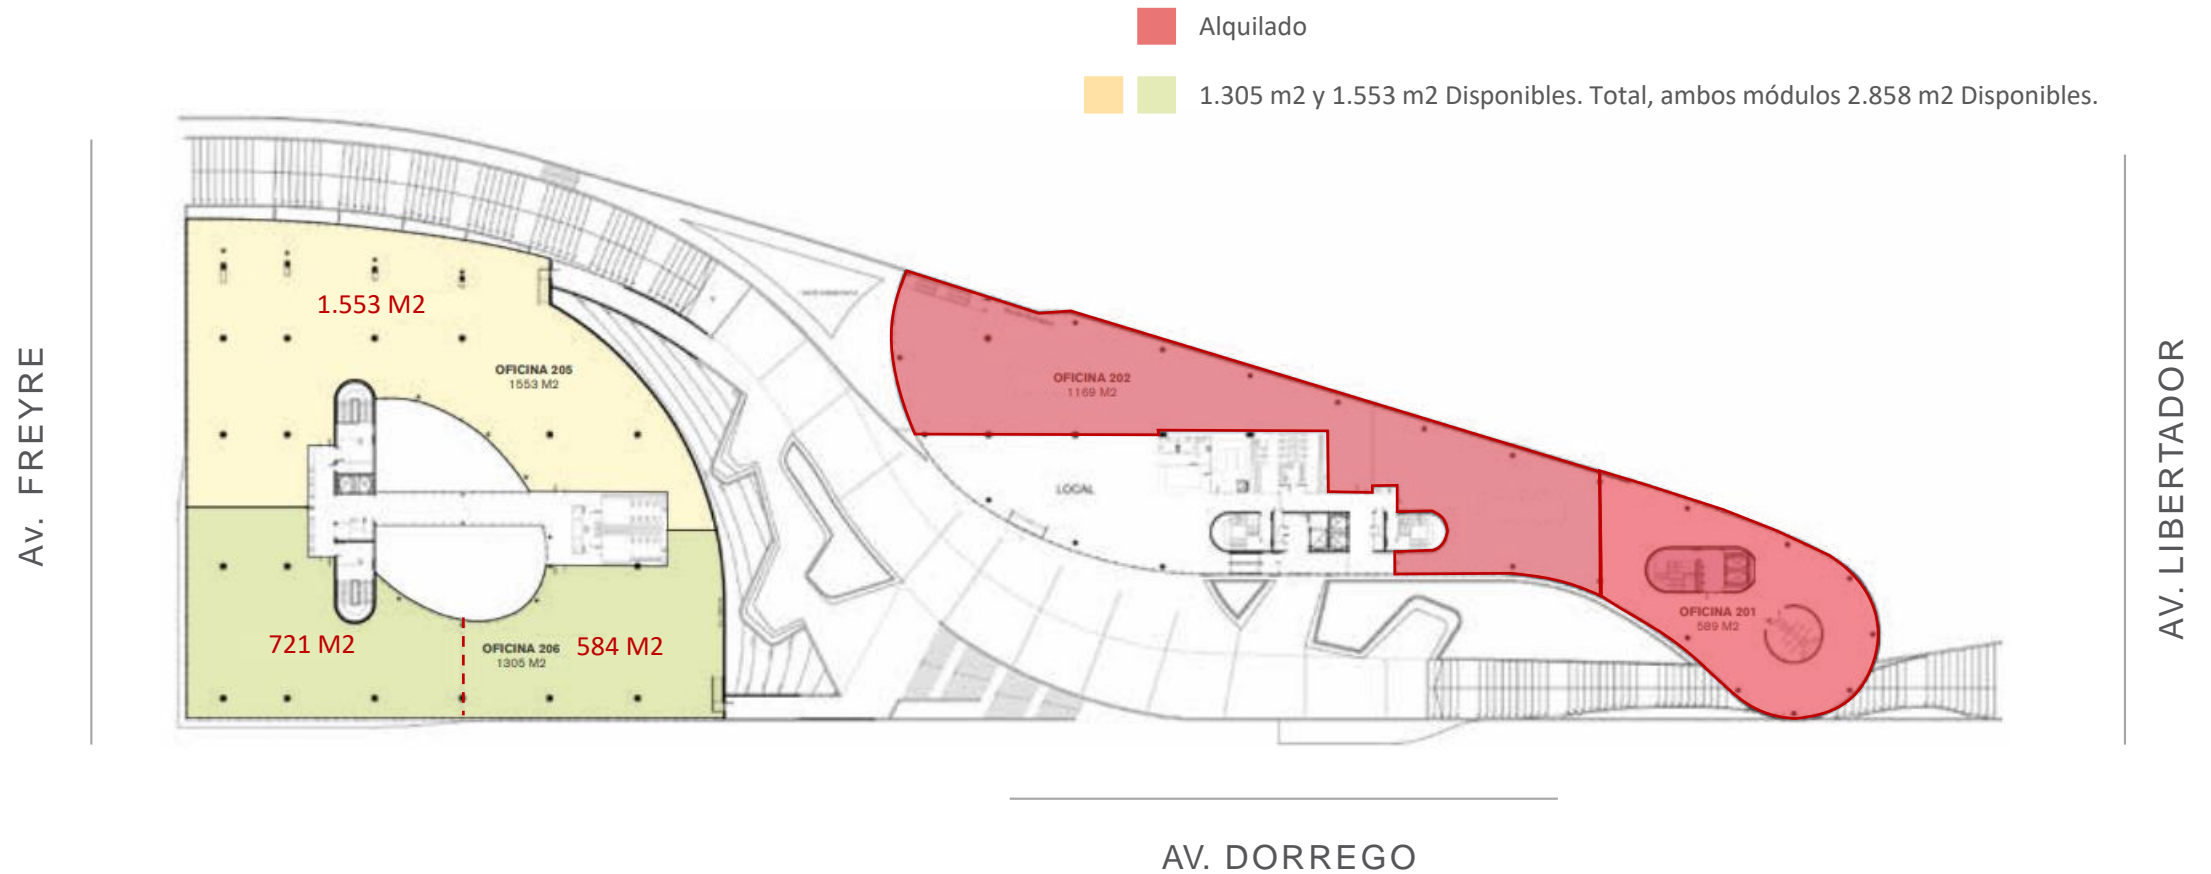 Alquilado
1.305 m2 y 1.553 m2 Disponibles. Total, ambos módulos 2.858 m2 Disponibles.
Av. FREYRE
1.553 M2
OFICINA 205
1553 M2
OFICINA 202
1169 M2
LOCAL
AV. LIBERTADOR
OFICINA 201
589 M2
721 M2
OFICINA 206
1305 M2
584 M2
AV. DORREGO